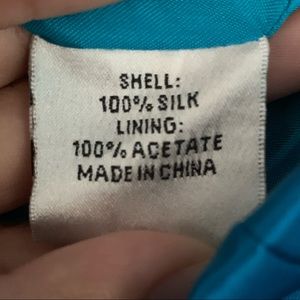 SHELL:
100% SILK
LINING:
100% ACETATE
MADE IN CHINA